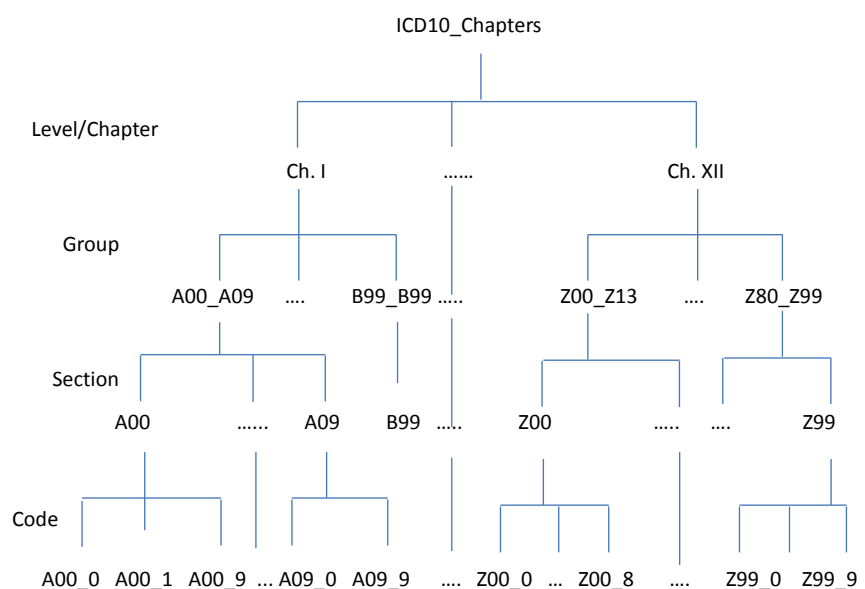 ICD10_Chapters
Level/Chapter
Ch. I ...... Ch. XII
Group
A00_A09 .... B99_B99 ..... Z00_Z13 .... Z80_Z99
Section
A00 ...... A09 B99 ..... Z00 ..... .... Z99
Code
A00_0 A00_1 A00_9 ... A09_0 A09_9 .... Z00_0 ... Z00_8 .... Z99_0 Z99_9